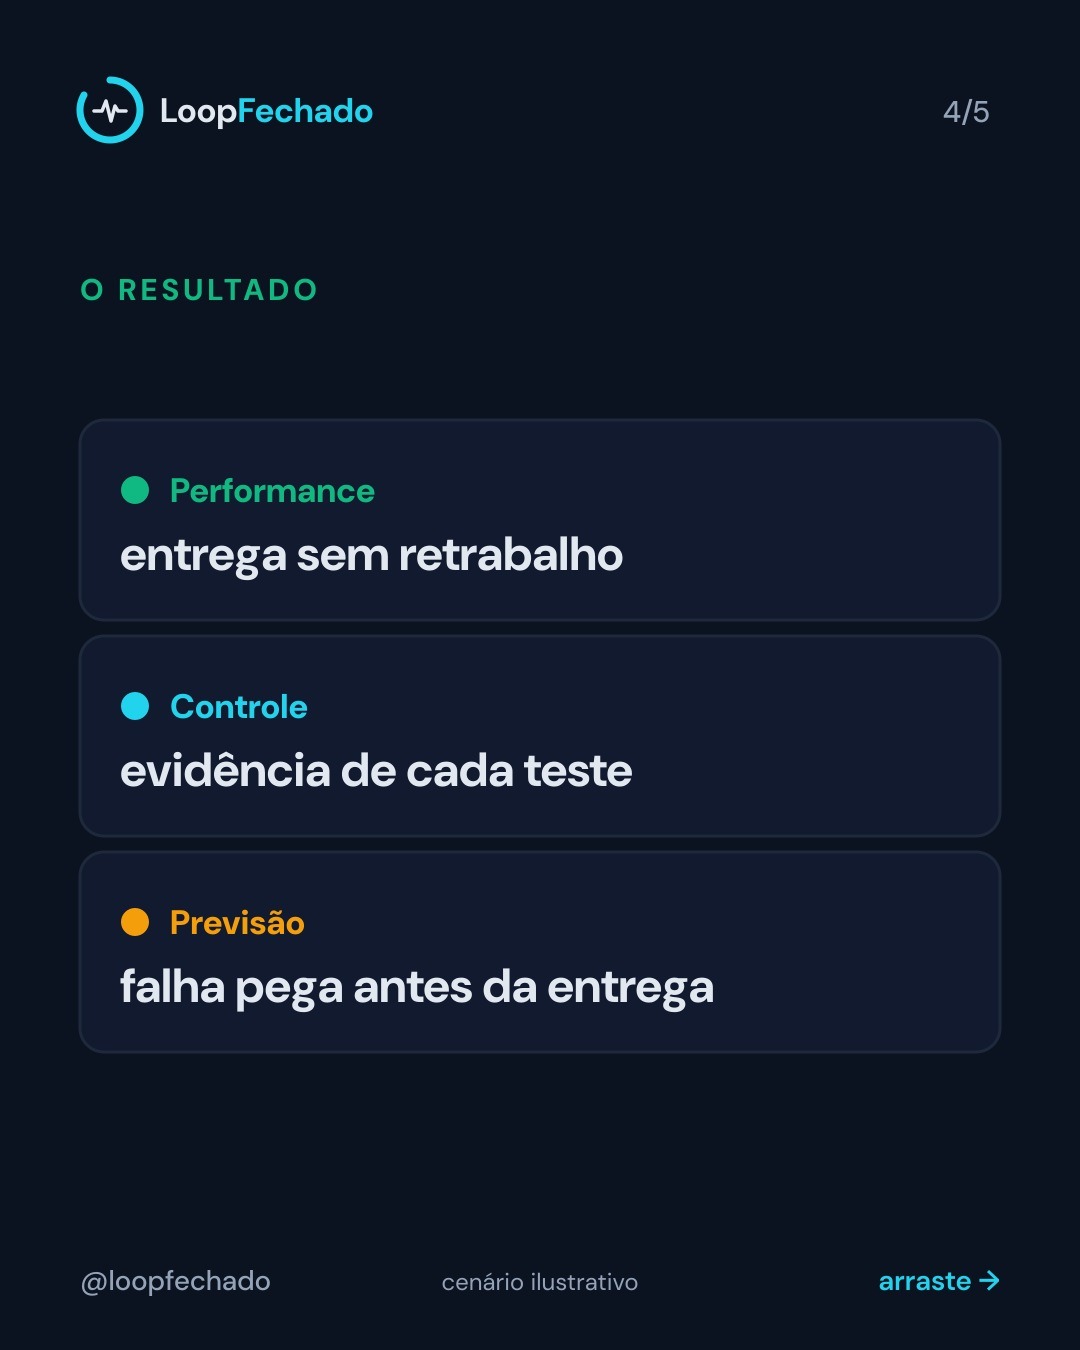 LoopFechado
4/5
O RESULTADO
Performance
entrega sem retrabalho
Controle
evidência de cada teste
Previsão
falha pega antes da entrega
@loopfechado
cenário ilustrativo
arraste →